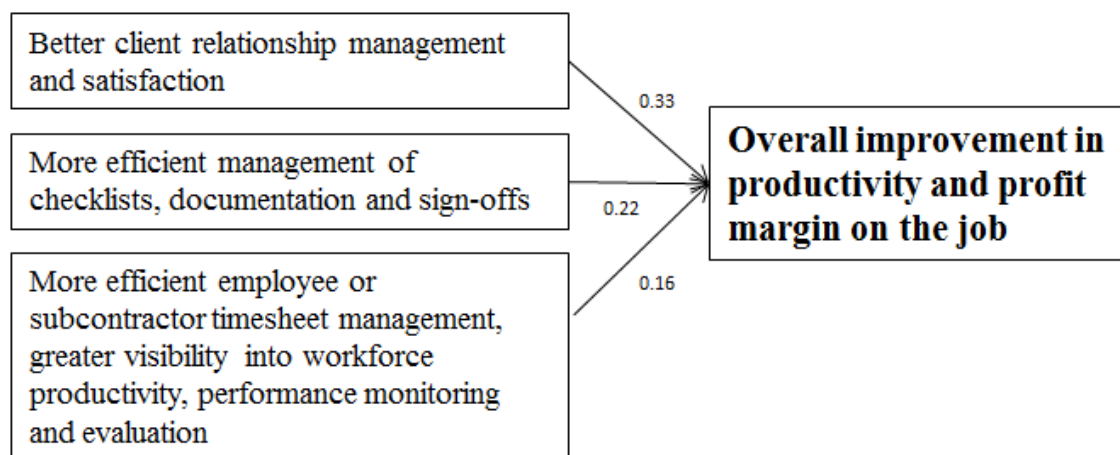 Better client relationship management
and satisfaction
0.33
More efficient management of
checklists, documentation and sign-offs
0.22
More efficient employee or
subcontractor timesheet management,
greater visibility into workforce
productivity, performance monitoring
and evaluation
0.16
Overall improvement in
productivity and profit
margin on the job